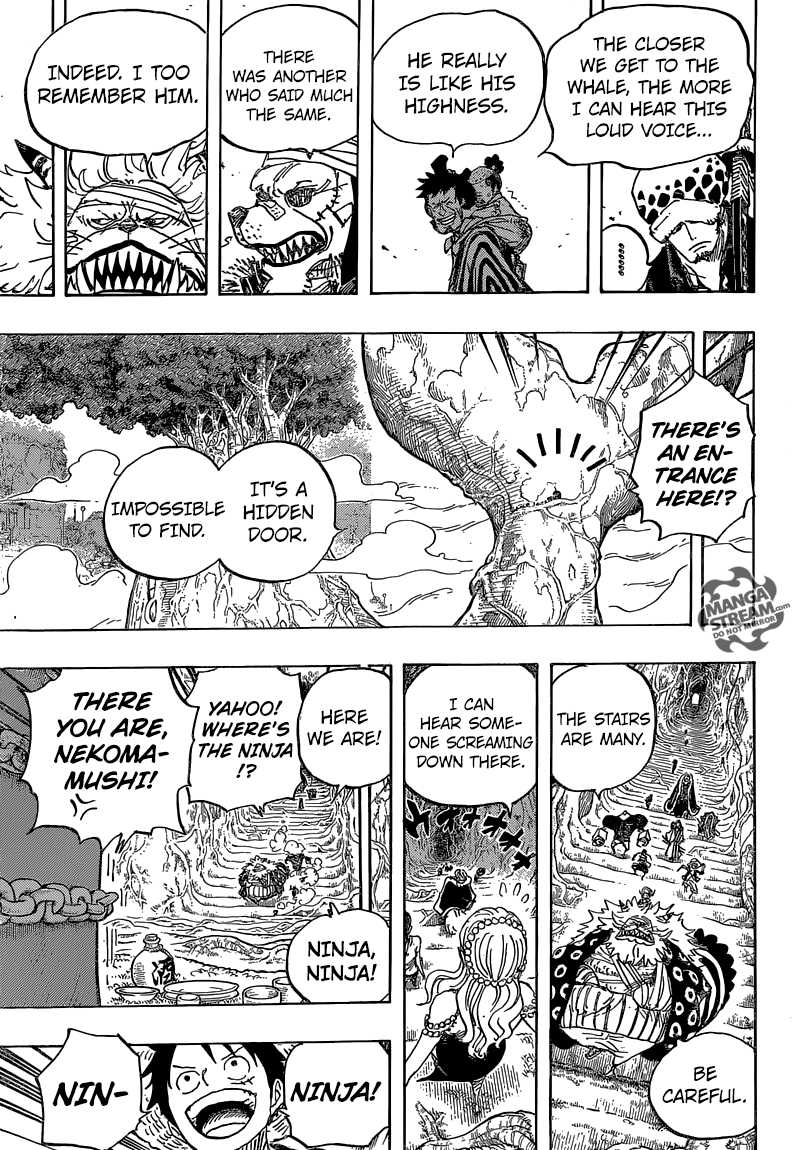 THE CLOSER
WE GET TO THE
WHALE, THE MORE
I CAN HEAR THIS
LOUD VOICE...
HE REALLY
IS LIKE HIS
HIGHNESS.
THERE
WAS ANOTHER
WHO SAID MUCH
THE SAME.
INDEED. I TOO
REMEMBER HIM.
THERE'S
AN EN-
TRANCE
HERE!?
IT'S A
HIDDEN
DOOR.
IMPOSSIBLE
TO FIND.
MANGA
STREAM.com
DO NOT MIRROR
THE STAIRS
ARE MANY.
BE
CAREFUL.
I CAN
HEAR SOME-
ONE SCREAMING
DOWN THERE.
HERE
WE ARE!
YAHOO!
WHERE'S
THE NINJA
!?
THERE
YOU ARE,
NEKOMA-
MUSHI!
NINJA,
NINJA!
酒
NINJA!
NIN-